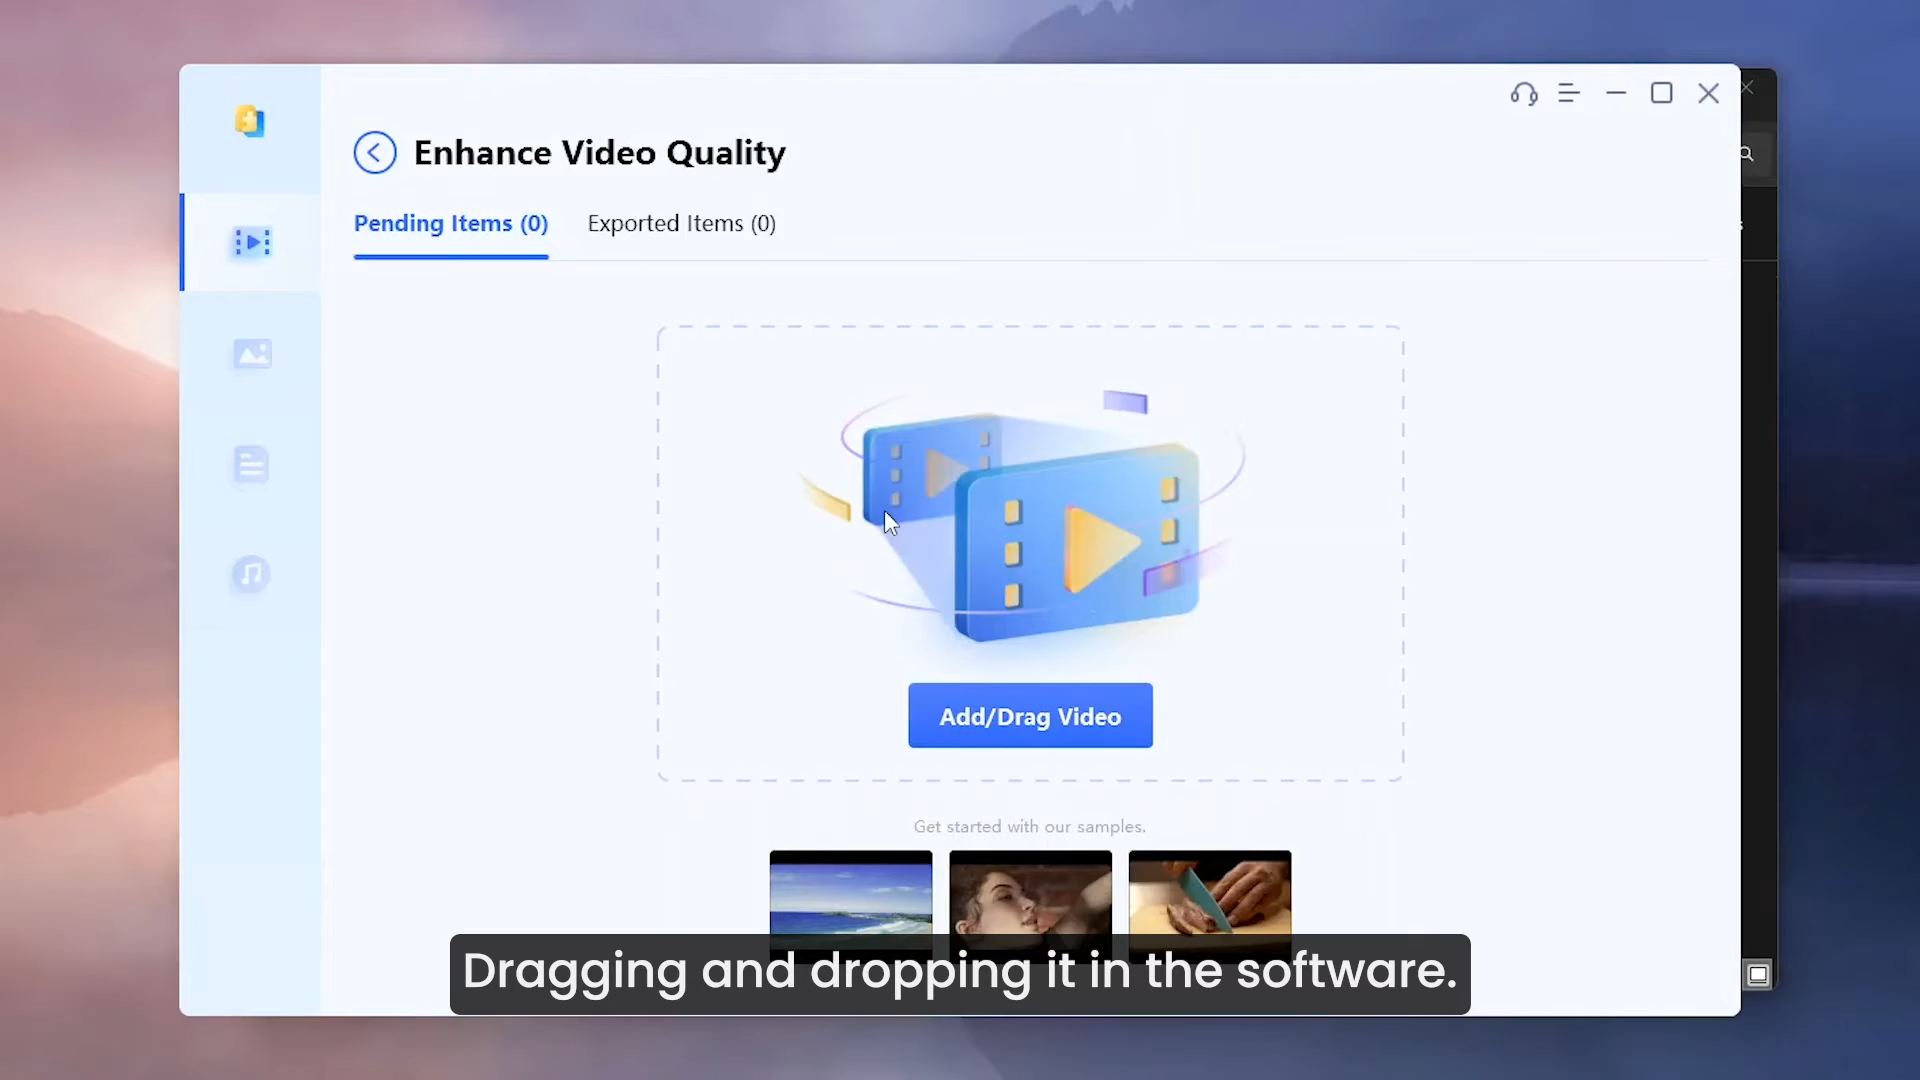 Enhance Video Quality
Pending Items (0) Exported Items (0)
Add/Drag Video
Get started with our samples.
Dragging and dropping it in the software.